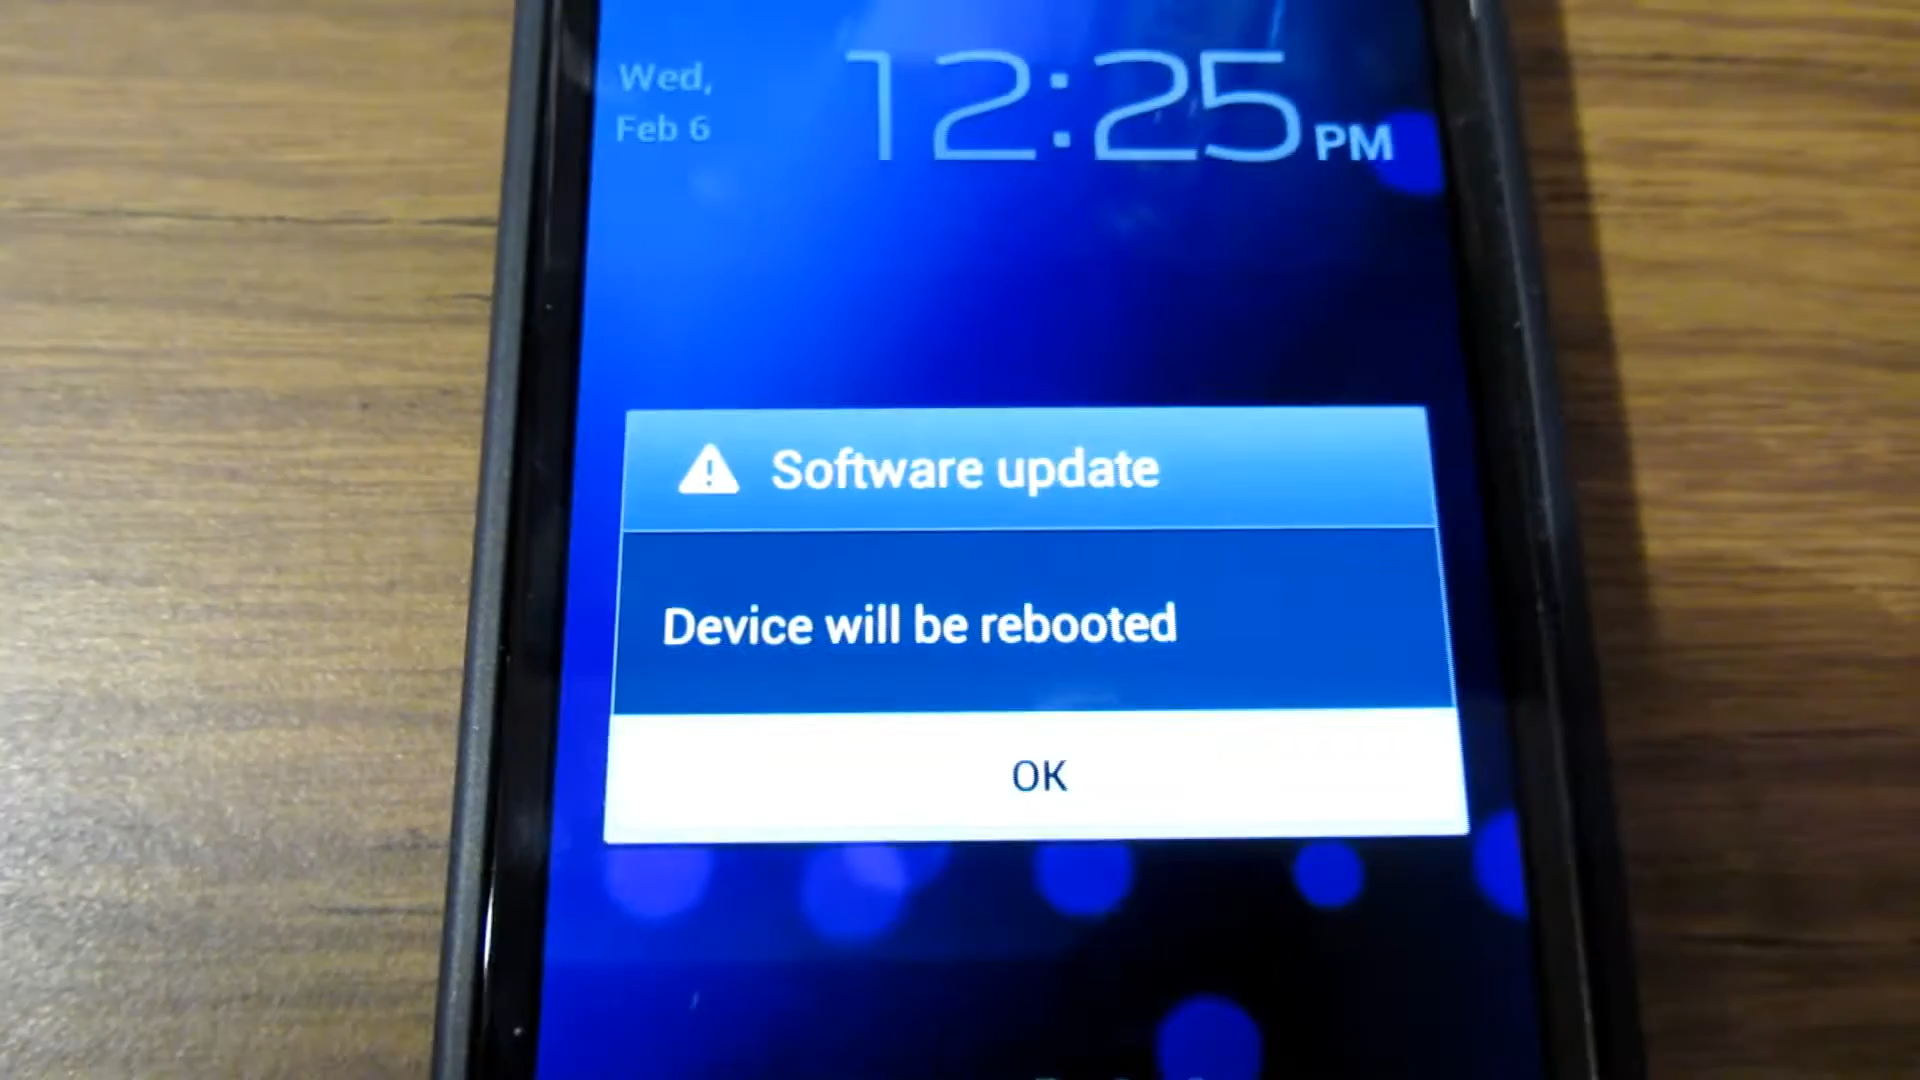 Wed,
Feb 6
12:25 PM
Software update
Device will be rebooted
OK